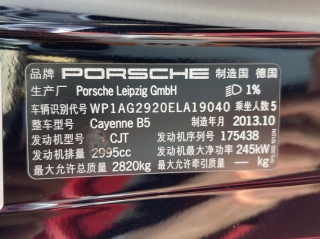 品牌 PORSCHE 制造国 德国
生产厂 Porsche Leipzig GmbH 1%
车辆识别代号 WP1AG2920ELA19040 乘坐人数 5
整车型号 Cayenne B5 制造年月 2013.10
发动机型号 CJT 发动机序列号 175438
发动机排量 2995cc 发动机最大净功率 245kW
最大允许总质量 2820kg 最大允许牵引质量 -- kg